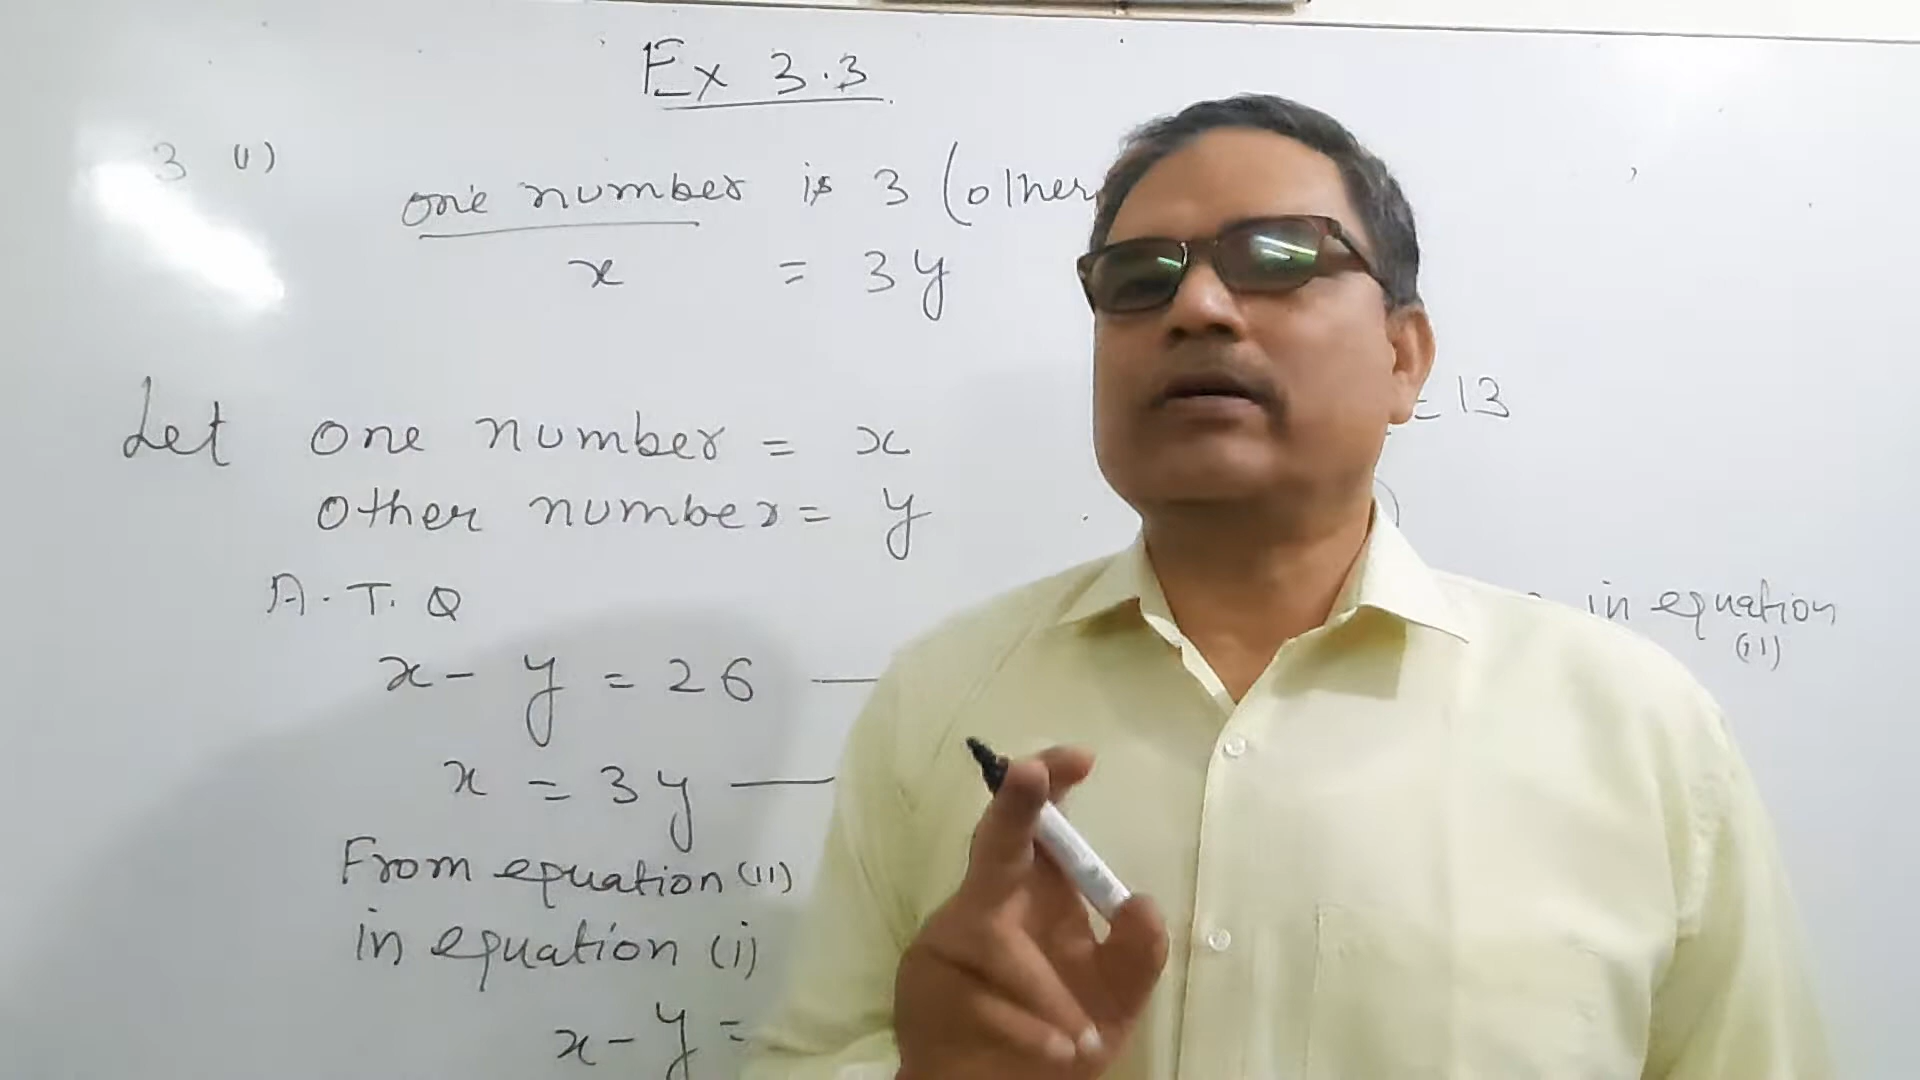 Ex 3.3
3 (i)
one number is 3 (other
x = 3y
Let one number = x
other number = y
A.T.Q
x - y = 26
x = 3y
From equation (ii)
in equation (i)
x - y =
= 13
in equation
(ii)